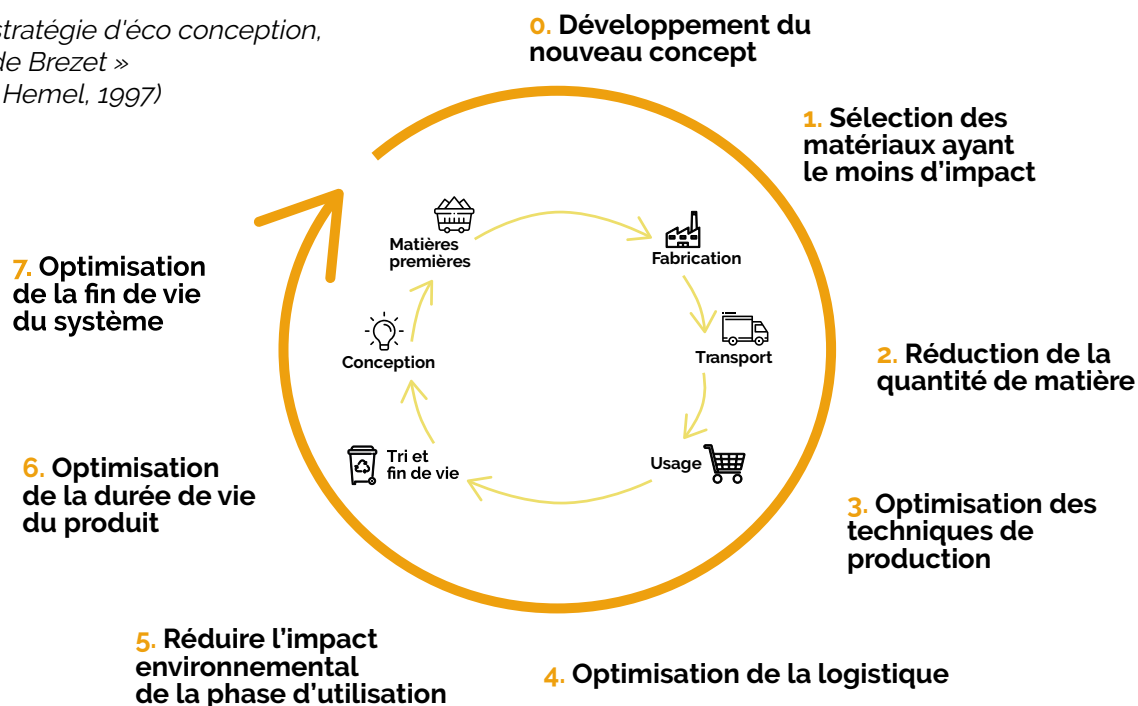 stratégie d'éco conception,
de Brezet »
Hemel, 1997)
0. Développement du
nouveau concept
1. Sélection des
matériaux ayant
le moins d’impact
2. Réduction de la
quantité de matière
3. Optimisation des
techniques de
production
4. Optimisation de la logistique
5. Réduire l’impact
environnemental
de la phase d’utilisation
6. Optimisation
de la durée de vie
du produit
7. Optimisation
de la fin de vie
du système
Matières
premières
Fabrication
Transport
Usage
Tri et
fin de vie
Conception